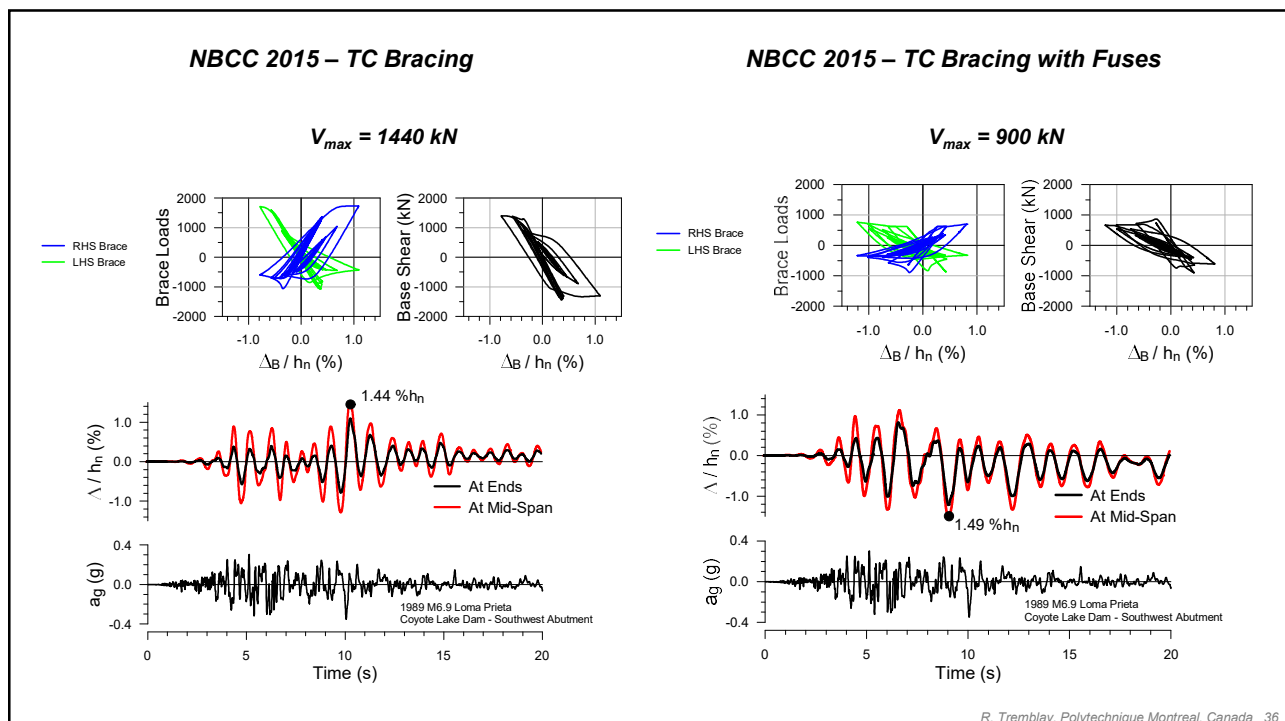 NBCC 2015 – TC Bracing
NBCC 2015 – TC Bracing with Fuses
Vmax = 1440 kN
Vmax = 900 kN
RHS Brace
LHS Brace
Brace Loads
2000
1000
0
-1000
-2000
-1.0 0.0 1.0
ΔB / hn (%)
Base Shear (kN)
2000
1000
0
-1000
-2000
-1.0 0.0 1.0
ΔB / hn (%)
RHS Brace
LHS Brace
Brace Loads
2000
1000
0
-1000
-2000
-1.0 0.0 1.0
ΔB / hn (%)
Base Shear (kN)
2000
1000
0
-1000
-2000
-1.0 0.0 1.0
ΔB / hn (%)
Δ / hn (%)
1.0
0.0
-1.0
1.44 %hn
At Ends
At Mid-Span
ag (g)
0.4
0.0
-0.4
1989 M6.9 Loma Prieta
Coyote Lake Dam - Southwest Abutment
0 5 10 15 20
Time (s)
Δ / hn (%)
1.0
0.0
-1.0
1.49 %hn
At Ends
At Mid-Span
ag (g)
0.4
0.0
-0.4
1989 M6.9 Loma Prieta
Coyote Lake Dam - Southwest Abutment
0 5 10 15 20
Time (s)
R. Tremblay, Polytechnique Montreal, Canada 36